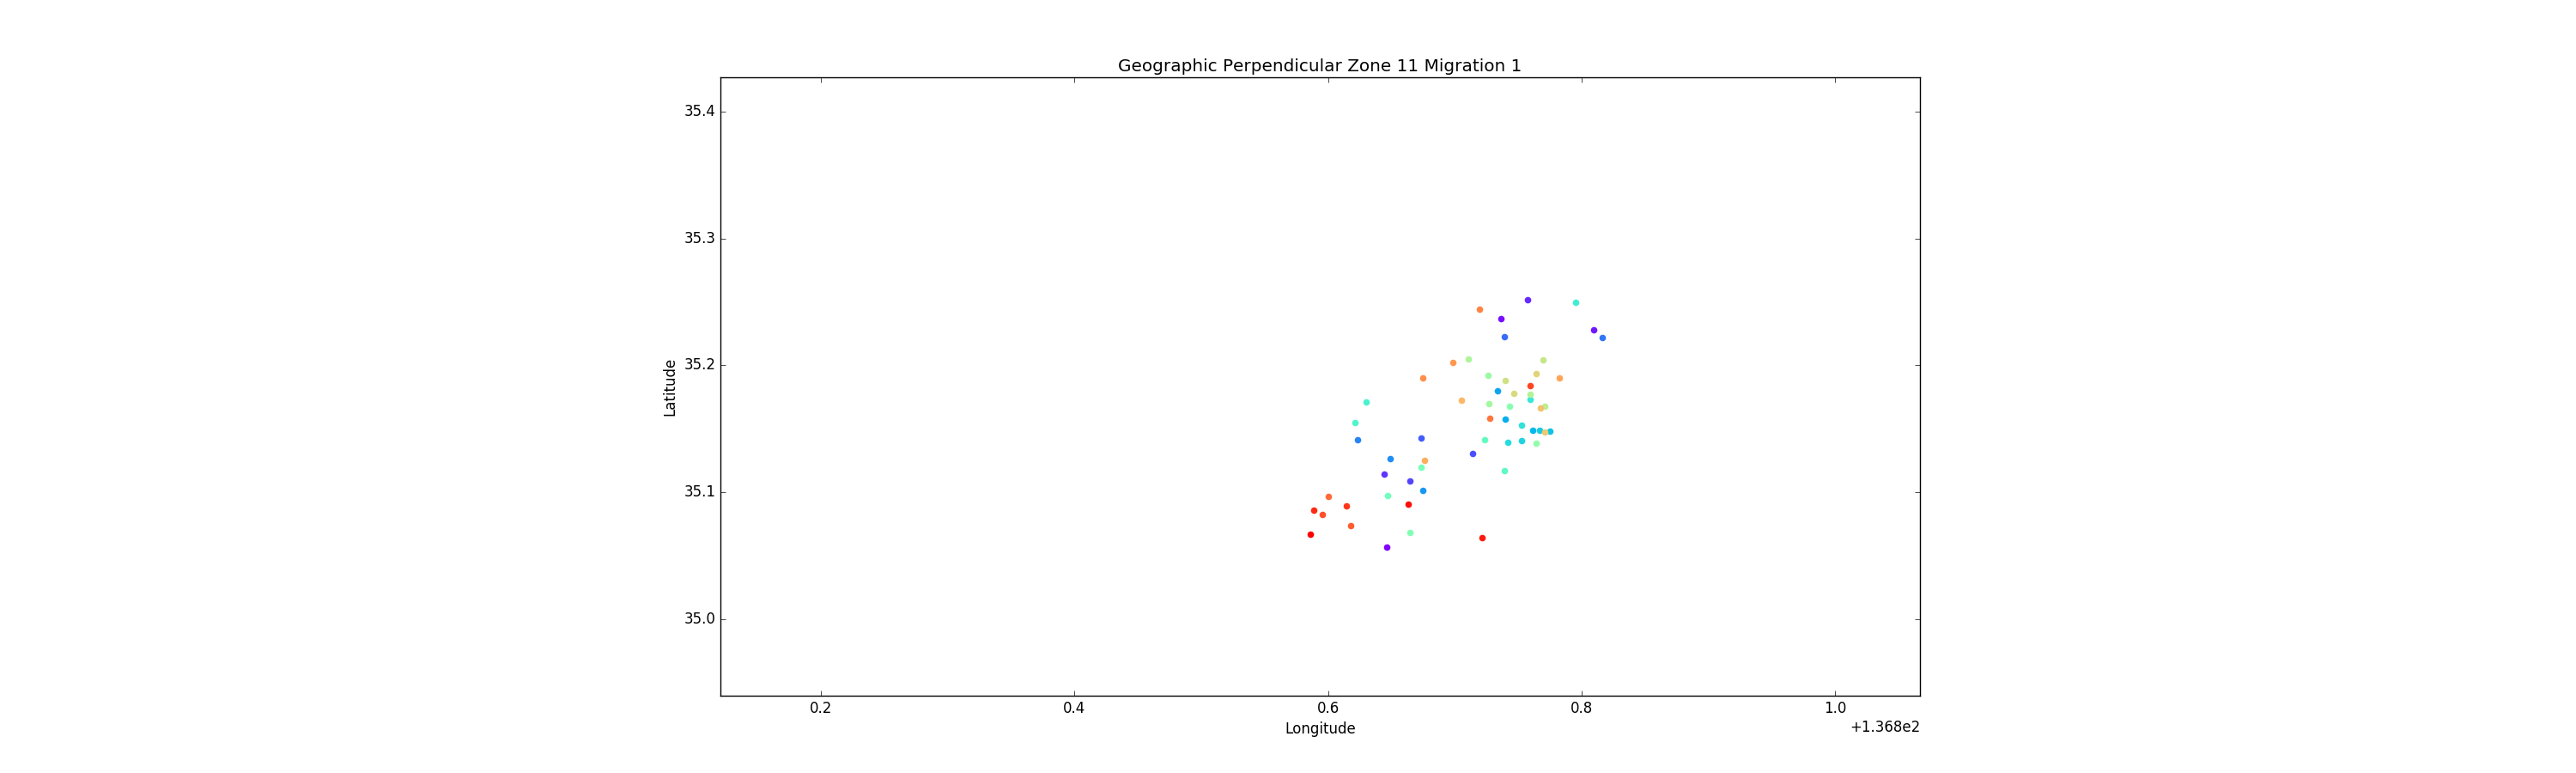 Geographic Perpendicular Zone 11 Migration 1
35.4
35.3
35.2
35.1
35.0
Latitude
0.2 0.4 0.6 0.8 1.0
Longitude
+1.368e2